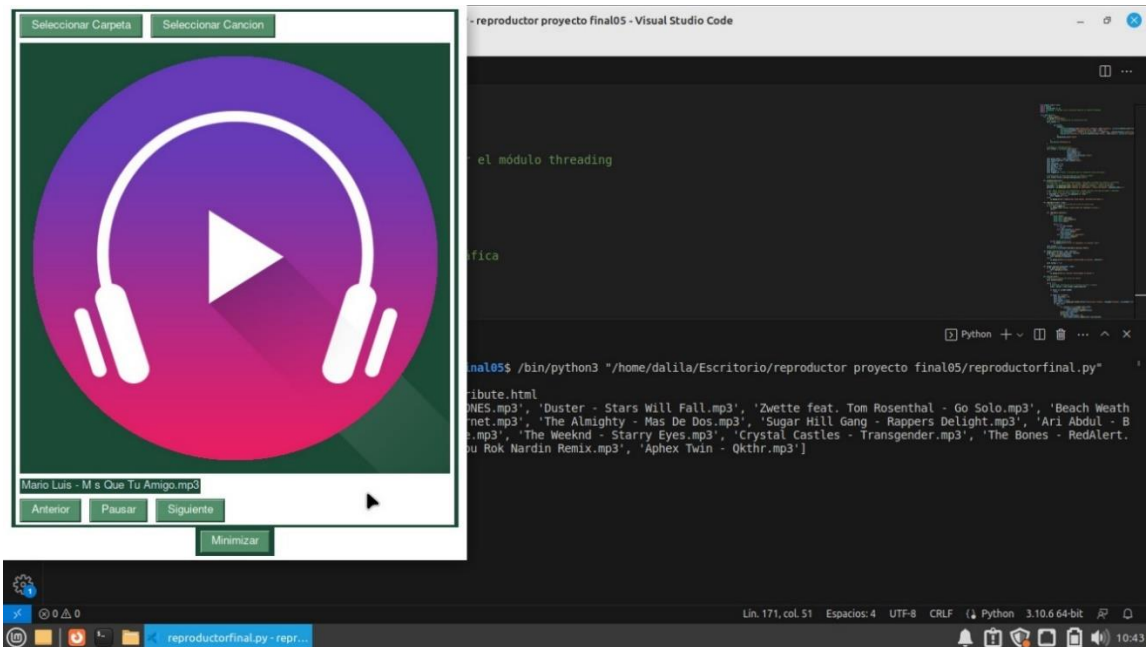 Seleccionar Carpeta Seleccionar Cancion
- reproductor proyecto final05 - Visual Studio Code
r el módulo threading
áfica
Python
inal05$ /bin/python3 "/home/dalila/Escritorio/reproductor proyecto final05/reproductorfinal.py"
ribute.html
ONES.mp3', 'Duster - Stars Will Fall.mp3', 'Zwette feat. Tom Rosenthal - Go Solo.mp3', 'Beach Weath
rnet.mp3', 'The Almighty - Mas De Dos.mp3', 'Sugar Hill Gang - Rappers Delight.mp3', 'Ari Abdul - B
e.mp3', 'The Weeknd - Starry Eyes.mp3', 'Crystal Castles - Transgender.mp3', 'The Bones - RedAlert.
ou Rok Nardin Remix.mp3', 'Aphex Twin - Qkthr.mp3']
Mario Luis - M s Que Tu Amigo.mp3
Anterior Pausar Siguiente
Minimizar
1
0 0 Lín. 171, col. 51 Espacios: 4 UTF-8 CRLF Python 3.10.6 64-bit
reproductorfinal.py - repr... 10:43